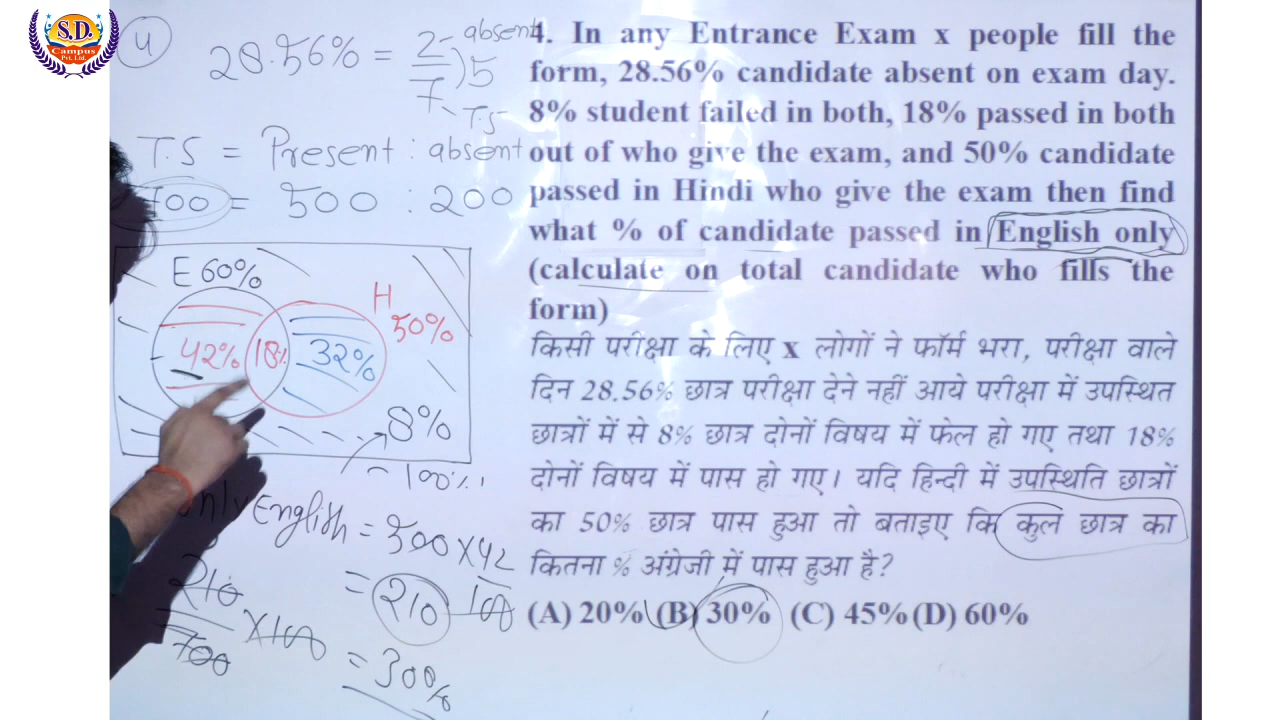 S.D.
Campus
Pvt. Ltd.
4
28.56% = 2/7 ) 5
absent
T.S
T.S = Present : absent
700 = 500 : 200
E 60%
H
50%
42% 18% 32%
8%
100%
only English = 500 X 42/100
= 210
210/700 X 100
= 30%
4. In any Entrance Exam x people fill the
form, 28.56% candidate absent on exam day.
8% student failed in both, 18% passed in both
out of who give the exam, and 50% candidate
passed in Hindi who give the exam then find
what % of candidate passed in English only
(calculate on total candidate who fills the
form)
किसी परीक्षा के लिए x लोगों ने फॉर्म भरा, परीक्षा वाले
दिन 28.56% छात्र परीक्षा देने नहीं आये परीक्षा में उपस्थित
छात्रों में से 8% छात्र दोनों विषय में फेल हो गए तथा 18%
दोनों विषय में पास हो गए। यदि हिन्दी में उपस्थिति छात्रों
का 50% छात्र पास हुआ तो बताइए कि कुल छात्र का
कितना % अंग्रेजी में पास हुआ है?
(A) 20% (B) 30% (C) 45% (D) 60%